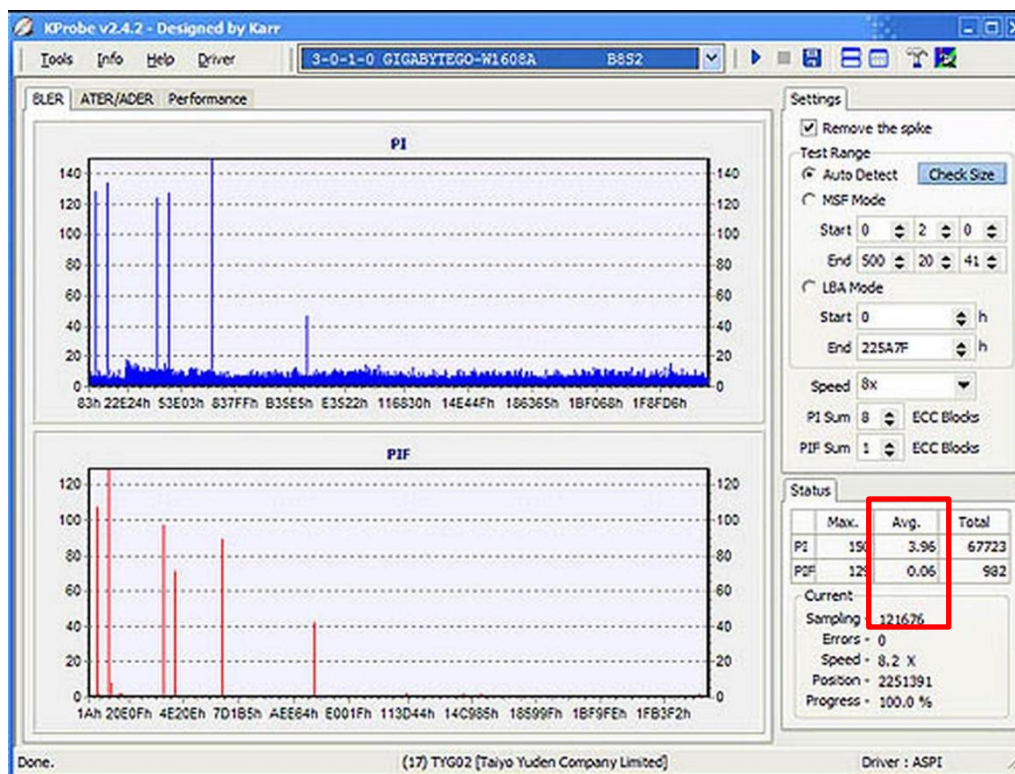 KProbe v2.4.2 - Designed by Karr
Tools Info Help Driver 3-0-1-0 GIGABYTEGO-W1608A B8S2
BLER ATER/ADER Performance
PI
140 140
120 120
100 100
80 80
60 60
40 40
20 20
0 0
83h 22E24h 53E03h 837FFh B35E5h E3522h 116830h 14E44Fh 186365h 1BF068h 1F8FD6h
PIF
120 120
100 100
80 80
60 60
40 40
20 20
0 0
1Ah 20E0Fh 4E20Eh 7D1B5h AEE64h E001Fh 113D44h 14C985h 18599Fh 1BF9FEh 1FB3F2h
Settings
Remove the spike
Test Range
Auto Detect Check Size
MSF Mode
Start 0 2 0
End 500 20 41
LBA Mode
Start 0 h
End 225A7F h
Speed 8x
PI Sum 8 ECC Blocks
PIF Sum 1 ECC Blocks
Status
Max. Avg. Total
PI 150 3.96 67723
PIF 129 0.06 982
Current
Sampling - 121676
Errors - 0
Speed - 8.2 X
Position - 2251391
Progress - 100.0 %
Done. (17) TYG02 [Taiyo Yuden Company Limited] Driver : ASPI